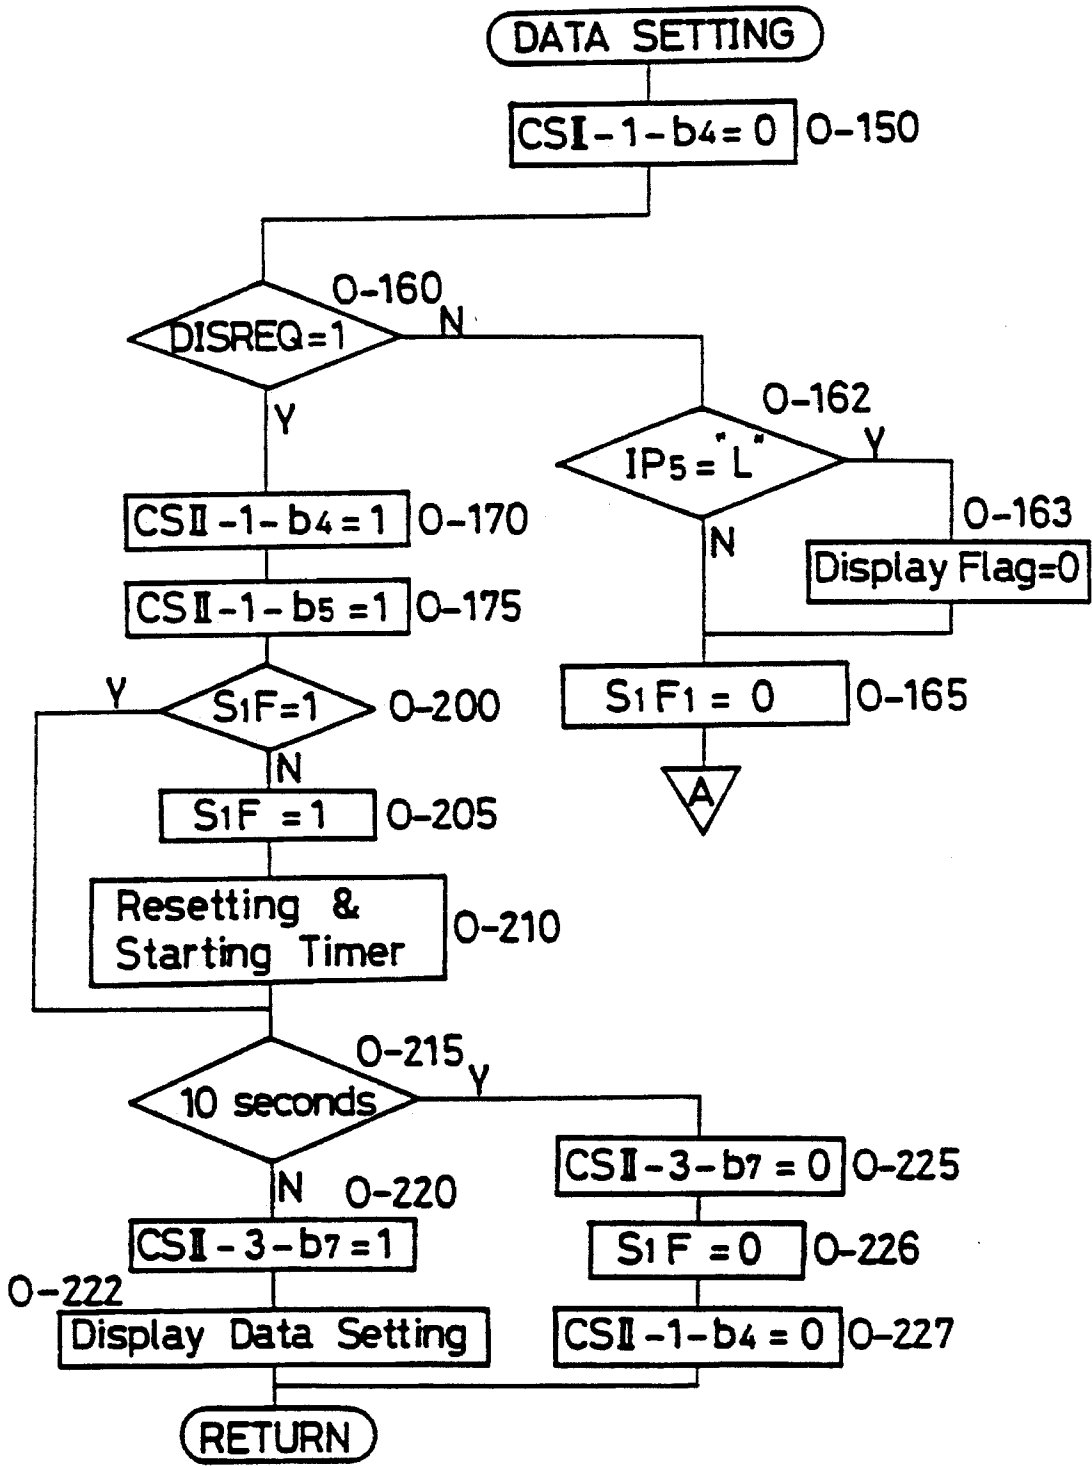 DATA SETTING
CSⅡ-1-b4=0 O-150
O-160
DISREQ=1
N
Y
O-162
IP5="L"
Y
N
O-163
Display Flag=0
CSⅡ-1-b4=1 O-170
CSⅡ-1-b5=1 O-175
S1F1=0 O-165
A
Y
S1F=1 O-200
N
S1F=1 O-205
Resetting &
Starting Timer
O-210
O-215
10 seconds
Y
N
O-220
CSⅡ-3-b7=1
O-222
Display Data Setting
CSⅡ-3-b7=0 O-225
S1F=0 O-226
CSⅡ-1-b4=0 O-227
RETURN